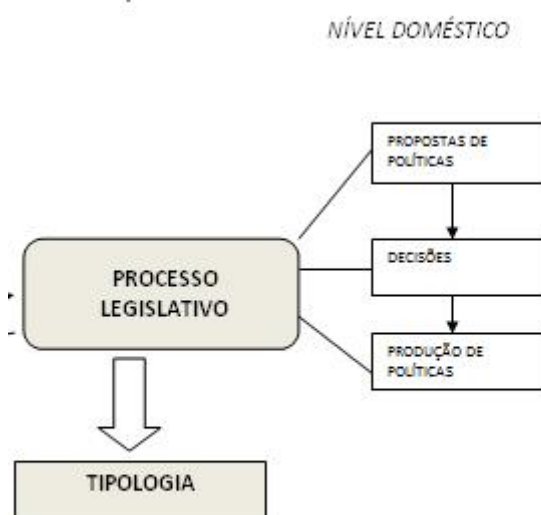 NÍVEL DOMÉSTICO
PROPOSTAS DE
POLÍTICAS
DECISÕES
PROCESSO
LEGISLATIVO
PRODUÇÃO DE
POLÍTICAS
TIPOLOGIA